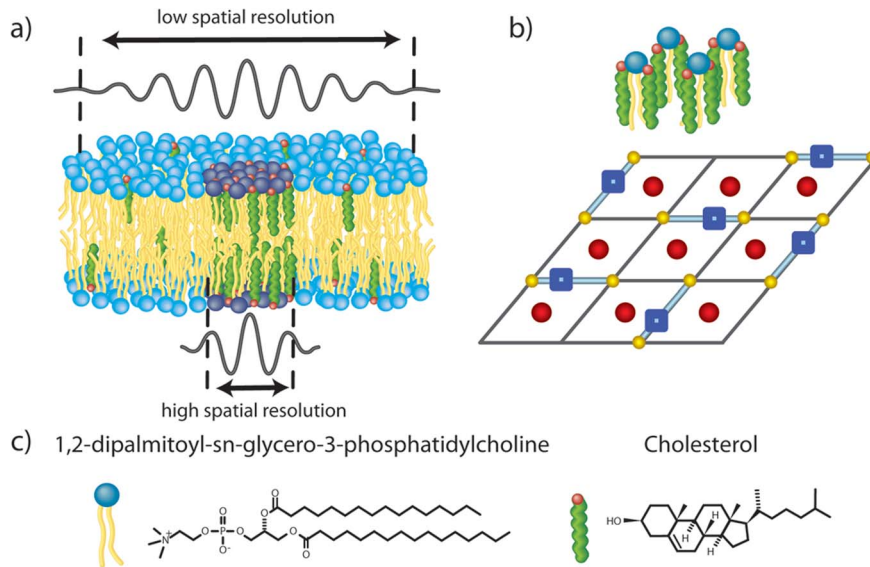 a)
low spatial resolution
high spatial resolution
b)
c)
1,2-dipalmitoyl-sn-glycero-3-phosphatidylcholine
Cholesterol
N+
O
P
O
O-
O
O
O
O
O
HO
H
H
H